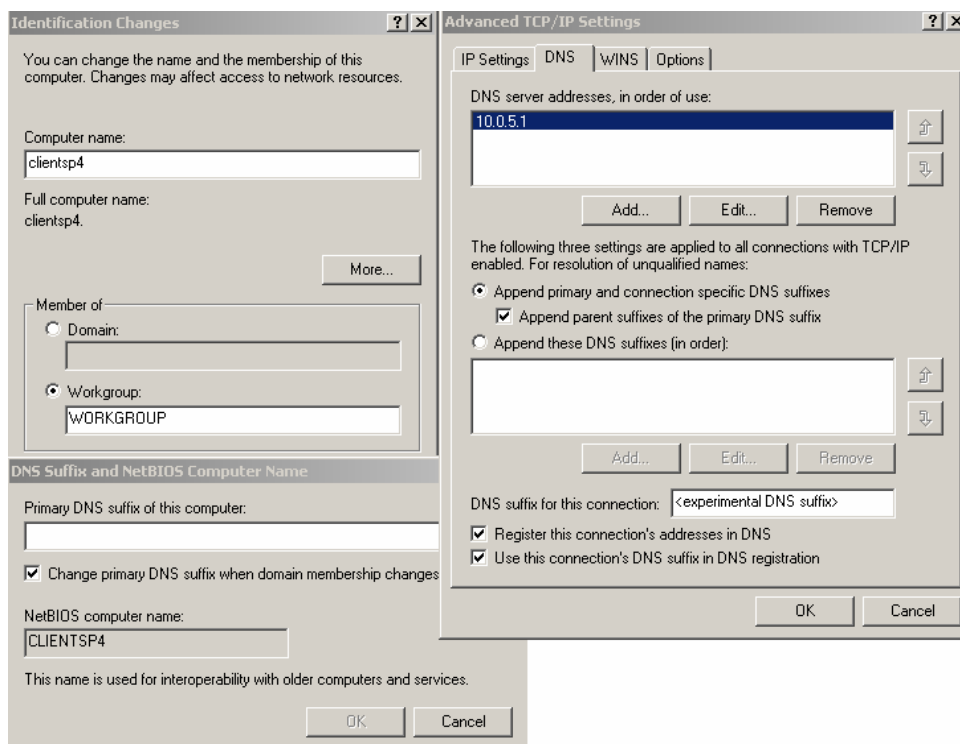 Identification Changes
You can change the name and the membership of this
computer. Changes may affect access to network resources.
Computer name:
clientsp4
Full computer name:
clientsp4.
More...
Member of
Domain:
Workgroup:
WORKGROUP
DNS Suffix and NetBIOS Computer Name
Primary DNS suffix of this computer:
Change primary DNS suffix when domain membership changes
NetBIOS computer name:
CLIENTSP4
This name is used for interoperability with older computers and services.
OK
Cancel
Advanced TCP/IP Settings
IP Settings
DNS
WINS
Options
DNS server addresses, in order of use:
10.0.5.1
Add...
Edit...
Remove
The following three settings are applied to all connections with TCP/IP
enabled. For resolution of unqualified names:
Append primary and connection specific DNS suffixes
Append parent suffixes of the primary DNS suffix
Append these DNS suffixes (in order):
Add...
Edit...
Remove
DNS suffix for this connection: <experimental DNS suffix>
Register this connection's addresses in DNS
Use this connection's DNS suffix in DNS registration
OK
Cancel